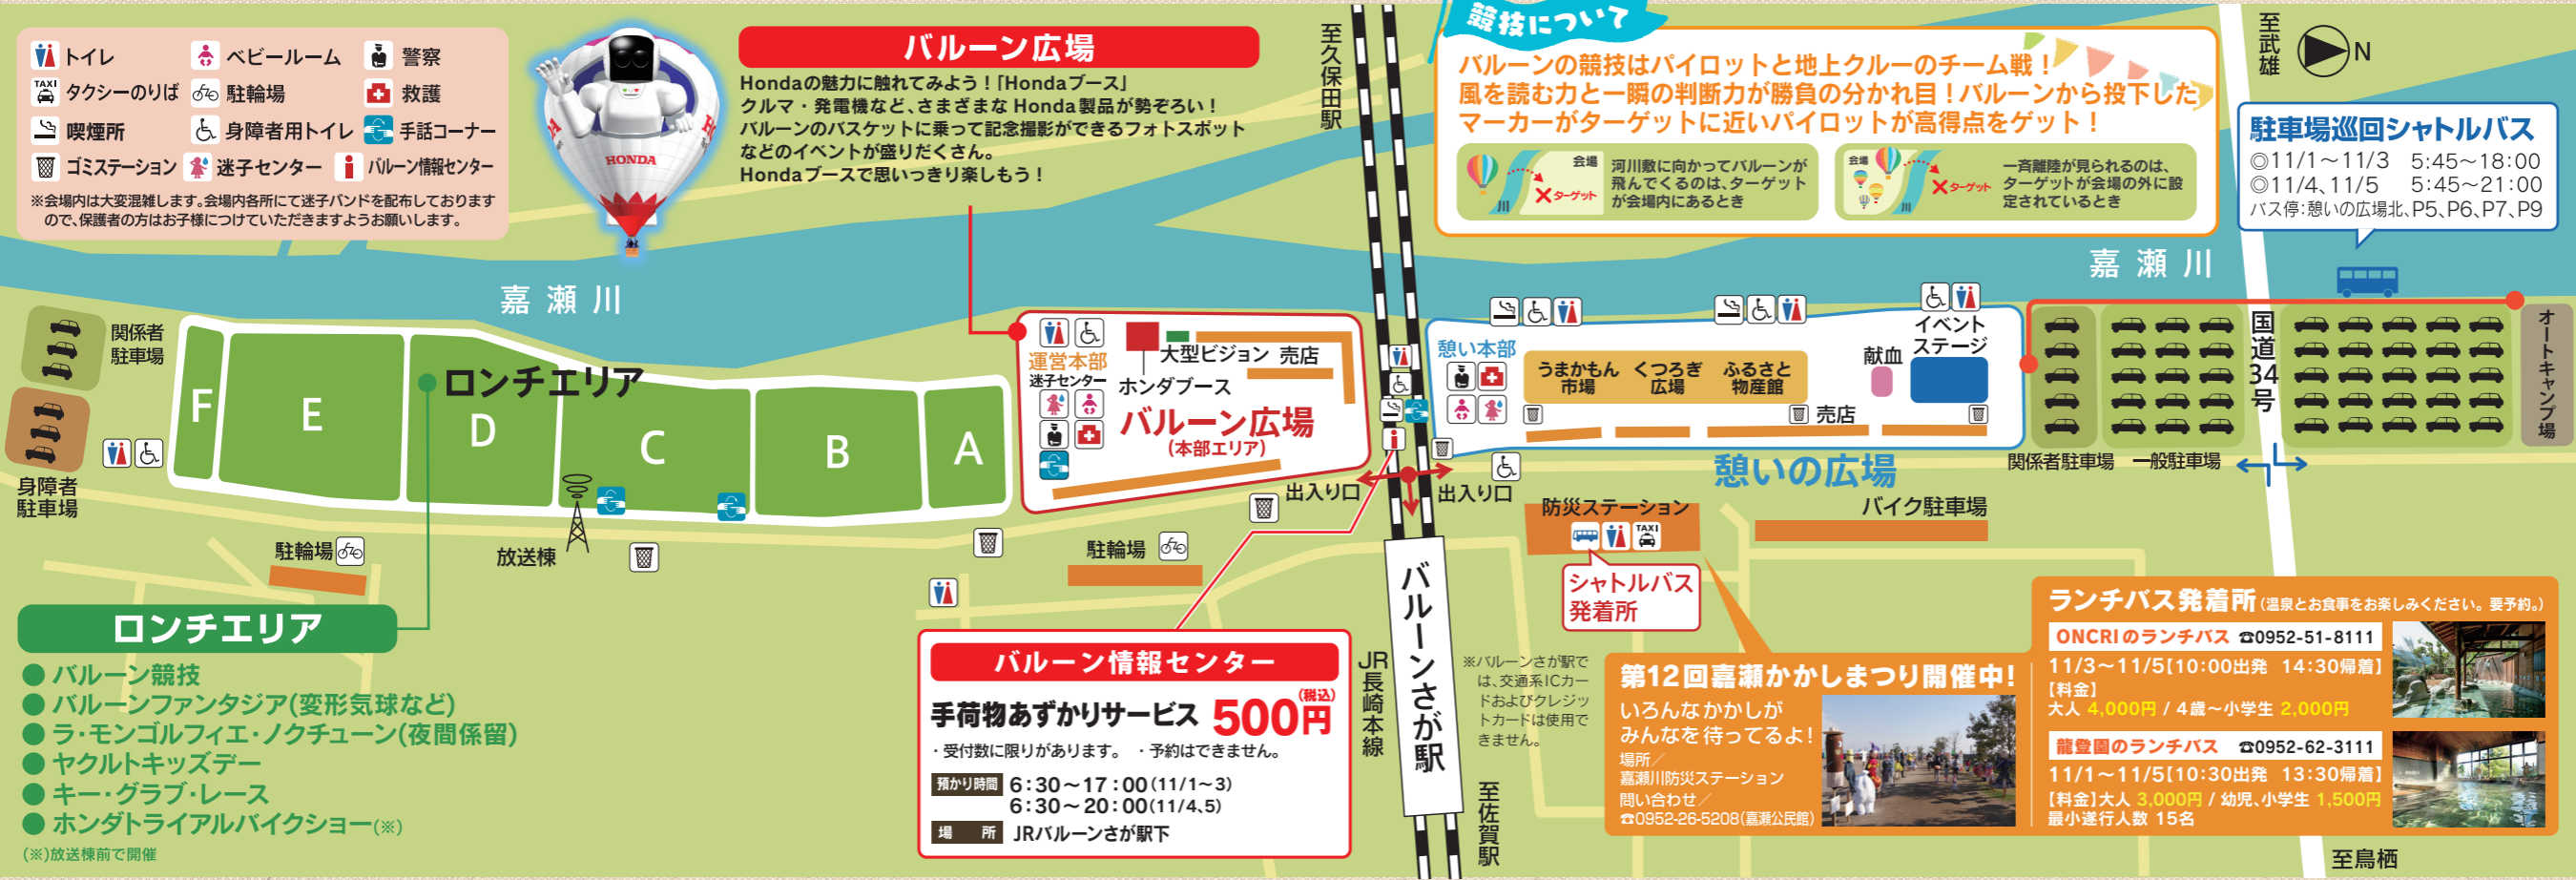 トイレ
ベビールーム
警察
TAXI
タクシーのりば
駐輪場
救護
喫煙所
身障者用トイレ
手話コーナー
ゴミステーション
迷子センター
バルーン情報センター
※会場内は大変混雑します。会場内各所にて迷子バンドを配布しております
ので、保護者の方はお子様につけていただきますようお願いします。
HONDA
バルーン広場
Hondaの魅力に触れてみよう！「Hondaブース」
クルマ・発電機など、さまざまな Honda 製品が勢ぞろい！
バルーンのバスケットに乗って記念撮影ができるフォトスポット
などのイベントが盛りだくさん。
Hondaブースで思いっきり楽しもう！
至久保田駅
競技について
バルーンの競技はパイロットと地上クルーのチーム戦！
風を読む力と一瞬の判断力が勝負の分かれ目！バルーンから投下した
マーカーがターゲットに近いパイロットが高得点をゲット！
会場
川
ターゲット
河川敷に向かってバルーンが
飛んでくるのは、ターゲット
が会場内にあるとき
会場
川
ターゲット
一斉離陸が見られるのは、
ターゲットが会場の外に設
定されているとき
至武雄
N
駐車場巡回シャトルバス
◎11/1～11/3 5:45～18:00
◎11/4、11/5 5:45～21:00
バス停:憩いの広場北、P5、P6、P7、P9
嘉瀬川
嘉瀬川
関係者
駐車場
身障者
駐車場
F
E
D
C
B
A
ロンチエリア
運営本部
迷子センター
大型ビジョン
売店
ホンダブース
バルーン広場
(本部エリア)
憩い本部
うまかもん
市場
くつろぎ
広場
ふるさと
物産館
売店
献血
イベント
ステージ
憩いの広場
関係者駐車場
一般駐車場
国道34号
オートキャンプ場
出入り口
出入り口
駐輪場
放送棟
駐輪場
防災ステーション
TAXI
シャトルバス
発着所
バイク駐車場
ロンチエリア
● バルーン競技
● バルーンファンタジア(変形気球など)
● ラ・モンゴルフィエ・ノクチューン(夜間係留)
● ヤクルトキッズデー
● キー・グラブ・レース
● ホンダトライアルバイクショー(※)
(※)放送棟前で開催
バルーン情報センター
手荷物あずかりサービス 500円(税込)
・受付数に限りがあります。 ・予約はできません。
預かり時間 6:30～17:00(11/1～3)
6:30～20:00(11/4、5)
場 所 JRバルーンさが駅下
JR長崎本線
バルーンさが駅
※バルーンさが駅で
は、交通系ICカー
ドおよびクレジッ
トカードは使用で
きません。
至佐賀駅
第12回嘉瀬かかしまつり開催中！
いろんなかかしが
みんなを待ってるよ！
場所／
嘉瀬川防災ステーション
問い合わせ／
☎0952-26-5208(嘉瀬公民館)
ランチバス発着所(温泉とお食事をお楽しみください。要予約。)
ONCRIのランチバス ☎0952-51-8111
11/3～11/5【10:00出発 14:30帰着】
【料金】
大人 4,000円 / 4歳～小学生 2,000円
龍登園のランチバス ☎0952-62-3111
11/1～11/5【10:30出発 13:30帰着】
【料金】大人 3,000円 / 幼児、小学生 1,500円
最小遂行人数 15名
至鳥栖